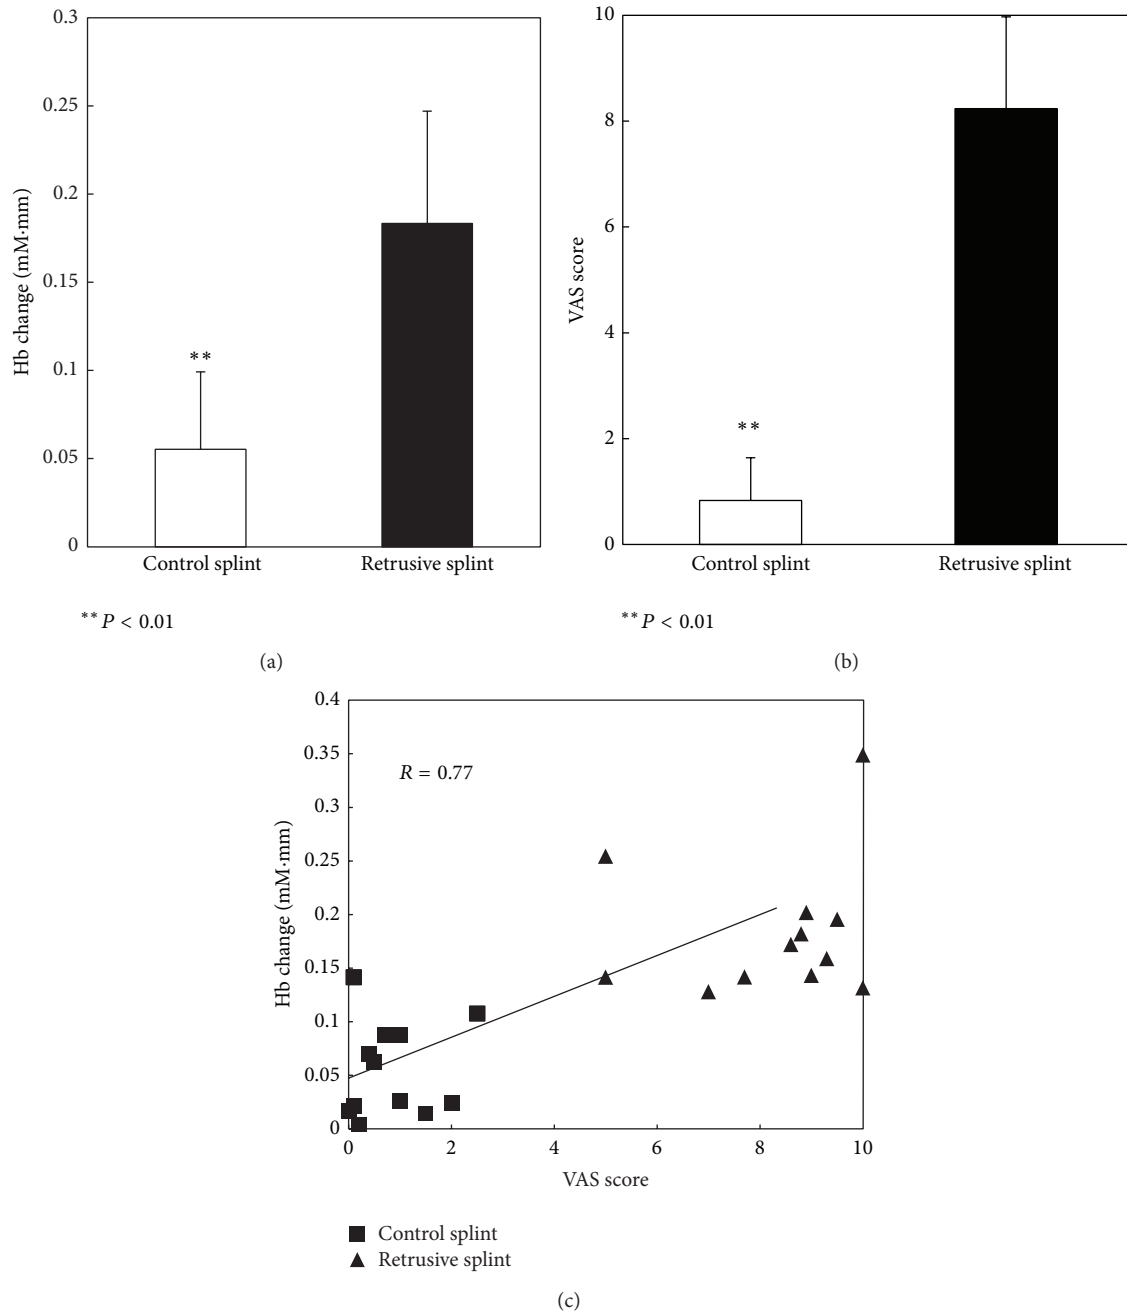 0.3
0.25
0.2
0.15
0.1
0.05
0
Hb change (mM·mm)
**
Control splint
Retrusive splint
** P < 0.01
(a)
10
8
6
4
2
0
VAS score
**
Control splint
Retrusive splint
** P < 0.01
(b)
0.4
0.35
0.3
0.25
0.2
0.15
0.1
0.05
0
Hb change (mM·mm)
R = 0.77
0 2 4 6 8 10
VAS score
Control splint
Retrusive splint
(c)